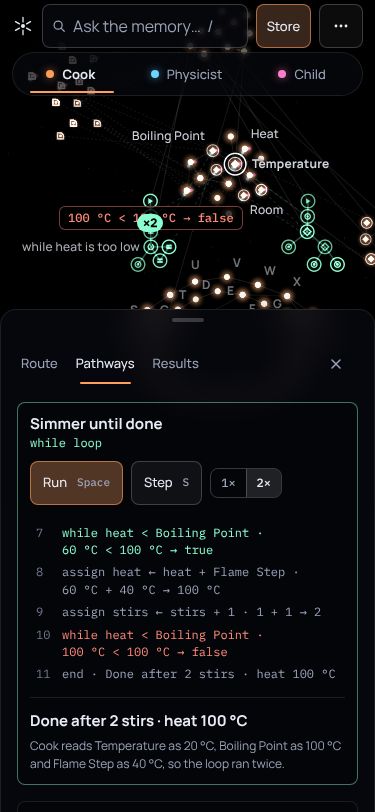 Ask the memory… /
Store
Cook
Physicist
Child
Boiling Point
Heat
Temperature
Room
100 °C < 1 °C → false
×2
while heat is too low
U
V
W
X
T
D
E
G
Route
Pathways
Results
Simmer until done
while loop
Run Space
Step S
1×
2×
7 while heat < Boiling Point ·
60 °C < 100 °C → true
8 assign heat ← heat + Flame Step ·
60 °C + 40 °C → 100 °C
9 assign stirs ← stirs + 1 · 1 + 1 → 2
10 while heat < Boiling Point ·
100 °C < 100 °C → false
11 end · Done after 2 stirs · heat 100 °C
Done after 2 stirs · heat 100 °C
Cook reads Temperature as 20 °C, Boiling Point as 100 °C
and Flame Step as 40 °C, so the loop ran twice.